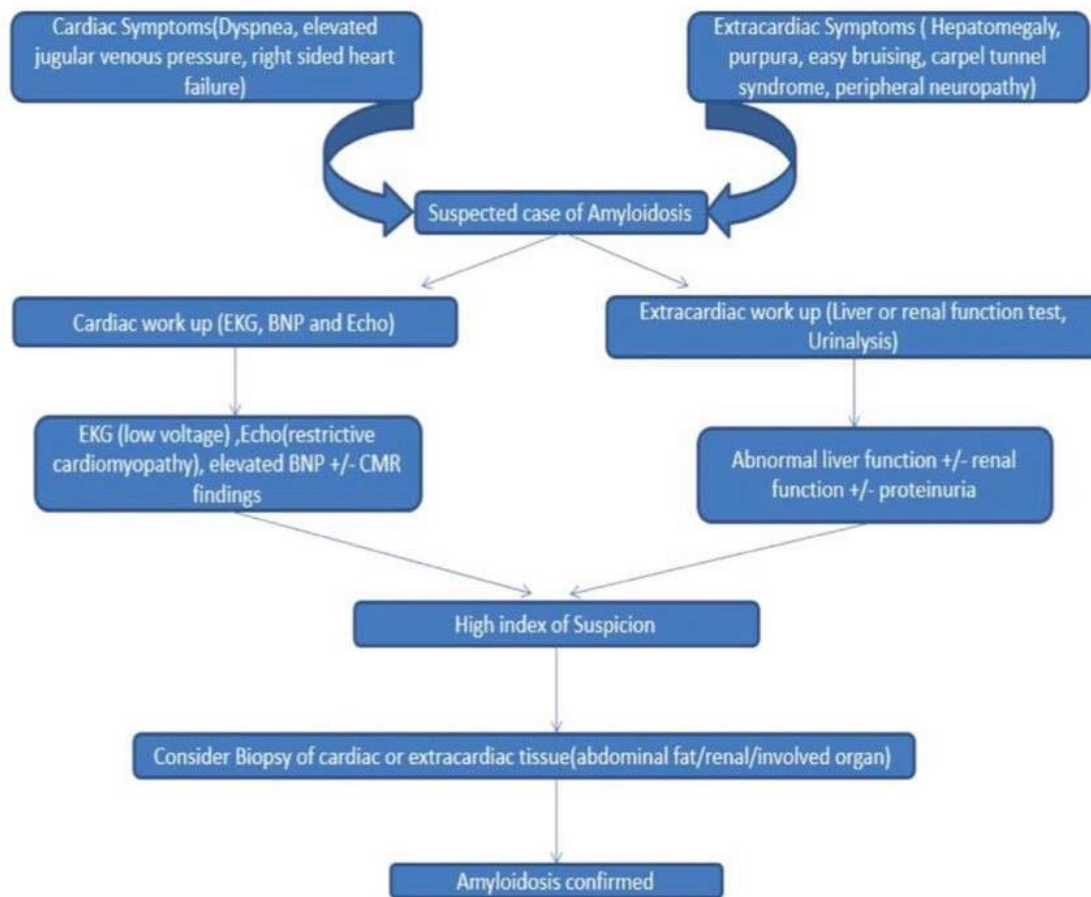 Cardiac Symptoms(Dyspnea, elevated
jugular venous pressure, right sided heart
failure)
Extracardiac Symptoms ( Hepatomegaly,
purpura, easy bruising, carpel tunnel
syndrome, peripheral neuropathy)
Suspected case of Amyloidosis
Cardiac work up (EKG, BNP and Echo)
Extracardiac work up (Liver or renal function test,
Urinalysis)
EKG (low voltage) ,Echo(restrictive
cardiomyopathy), elevated BNP +/- CMR
findings
Abnormal liver function +/- renal
function +/- proteinuria
High index of Suspicion
Consider Biopsy of cardiac or extracardiac tissue(abdominal fat/renal/involved organ)
Amyloidosis confirmed